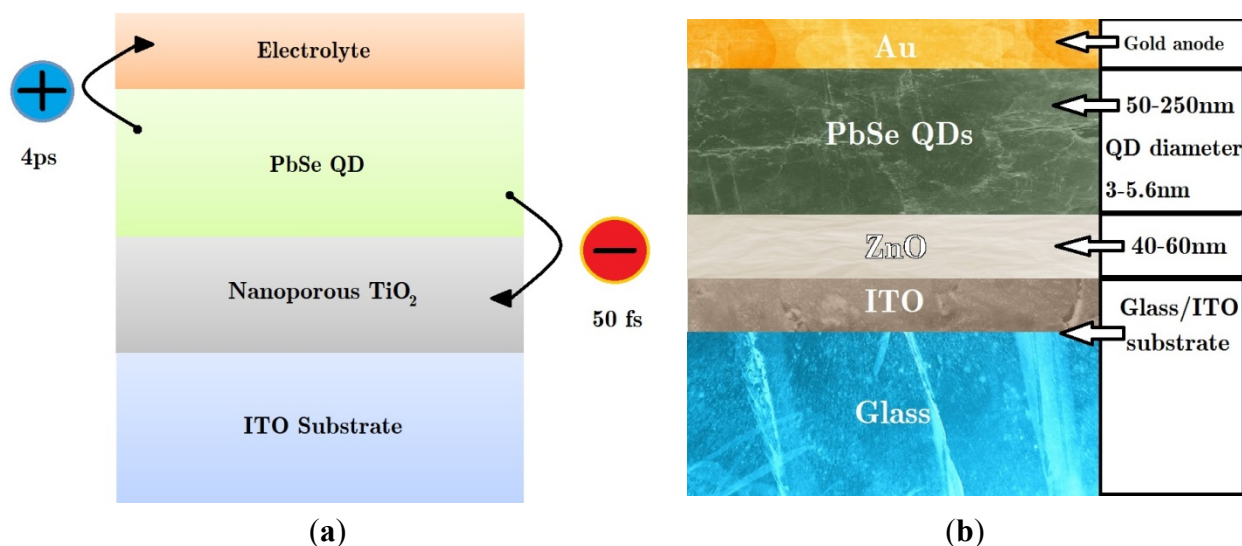 Electrolyte
+
4ps
PbSe QD
−
50 fs
Nanoporous TiO₂
ITO Substrate
(a)
Au
Gold anode
PbSe QDs
50-250nm
QD diameter
3-5.6nm
ZnO
40-60nm
ITO
Glass/ITO
substrate
Glass
(b)